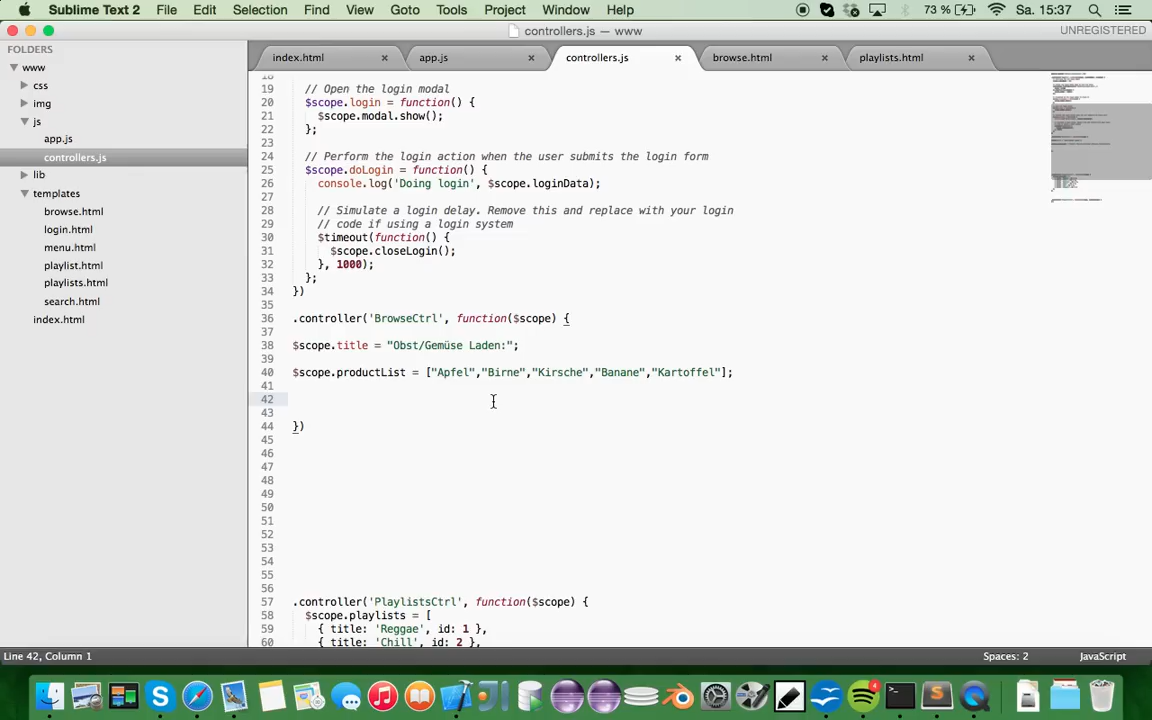 Sublime Text 2 File Edit Selection Find View Goto Tools Project Window Help 73 % Sa. 15:37
controllers.js — www UNREGISTERED
FOLDERS
www
css
img
js
app.js
controllers.js
lib
templates
browse.html
login.html
menu.html
playlist.html
playlists.html
search.html
index.html
index.html × app.js × controllers.js × browse.html × playlists.html ×
18
19 // Open the login modal
20 $scope.login = function() {
21 $scope.modal.show();
22 };
23
24 // Perform the login action when the user submits the login form
25 $scope.doLogin = function() {
26 console.log('Doing login', $scope.loginData);
27
28 // Simulate a login delay. Remove this and replace with your login
29 // code if using a login system
30 $timeout(function() {
31 $scope.closeLogin();
32 }, 1000);
33 };
34 })
35
36 .controller('BrowseCtrl', function($scope) {
37
38 $scope.title = "Obst/Gemüse Laden:";
39
40 $scope.productList = ["Apfel","Birne","Kirsche","Banane","Kartoffel"];
41
42
43
44 })
45
46
47
48
49
50
51
52
53
54
55
56
57 .controller('PlaylistsCtrl', function($scope) {
58 $scope.playlists = [
59 { title: 'Reggae', id: 1 },
60 { title: 'Chill', id: 2 },
Line 42, Column 1 Spaces: 2 JavaScript
4